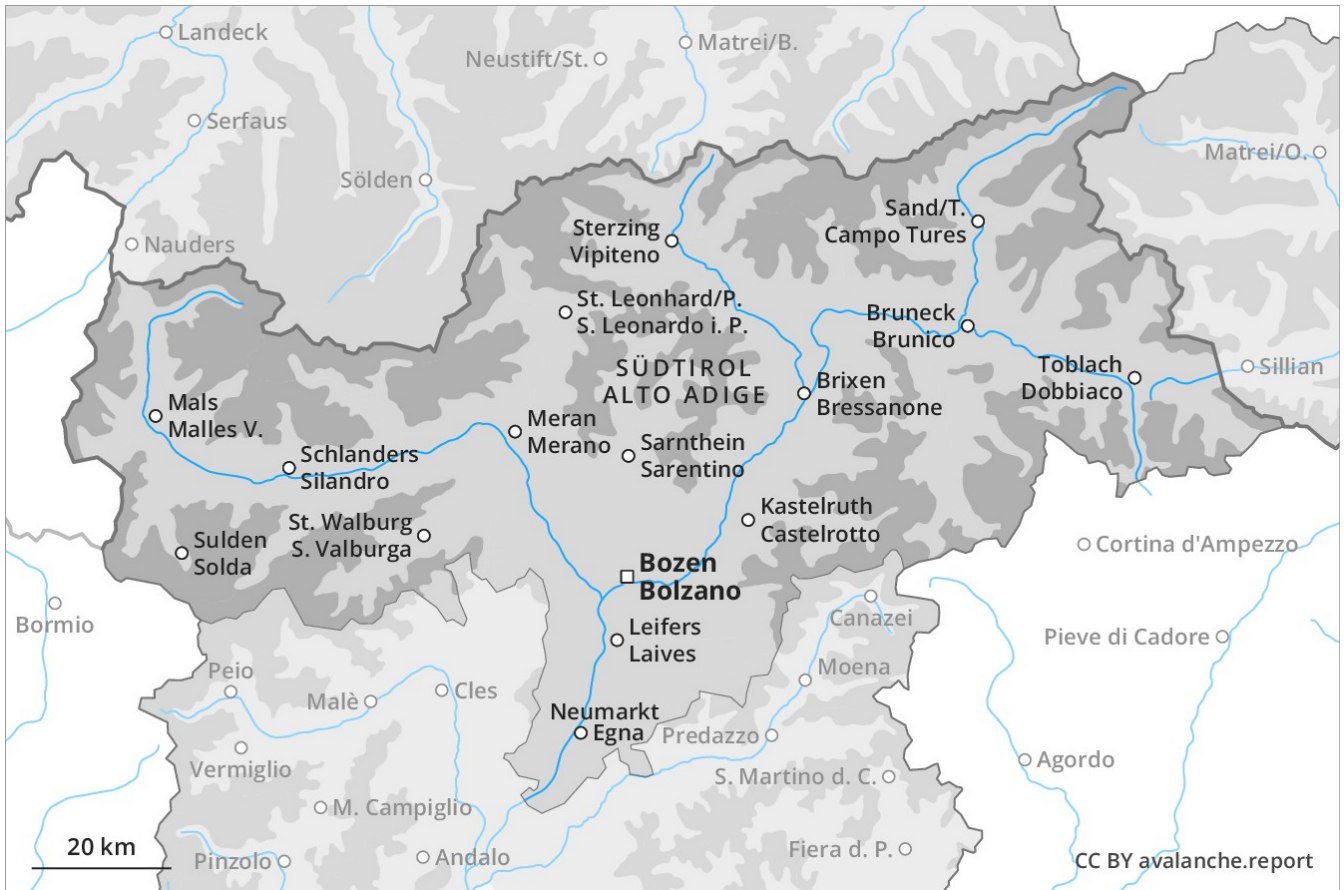 Landeck
Matrei/B.
Neustift/St.
Serfaus
Matrei/O.
Sölden
Sand/T.
Campo Tures
Sterzing
Vipiteno
Nauders
St. Leonhard/P.
S. Leonardo i. P.
Bruneck
Brunico
SÜDTIROL
ALTO ADIGE
Toblach
Dobbiaco
Sillian
Brixen
Bressanone
Mals
Malles V.
Meran
Merano
Sarnthein
Sarentino
Schlanders
Silandro
Kastelruth
Castelrotto
St. Walburg
S. Valburga
Sulden
Solda
Cortina d'Ampezzo
Bozen
Bolzano
Bormio
Canazei
Leifers
Laives
Pieve di Cadore
Peio
Moena
Malè
Cles
Neumarkt
Egna
Predazzo
Vermiglio
Agordo
S. Martino d. C.
M. Campiglio
20 km
Pinzolo
Andalo
Fiera d. P.
CC BY avalanche.report